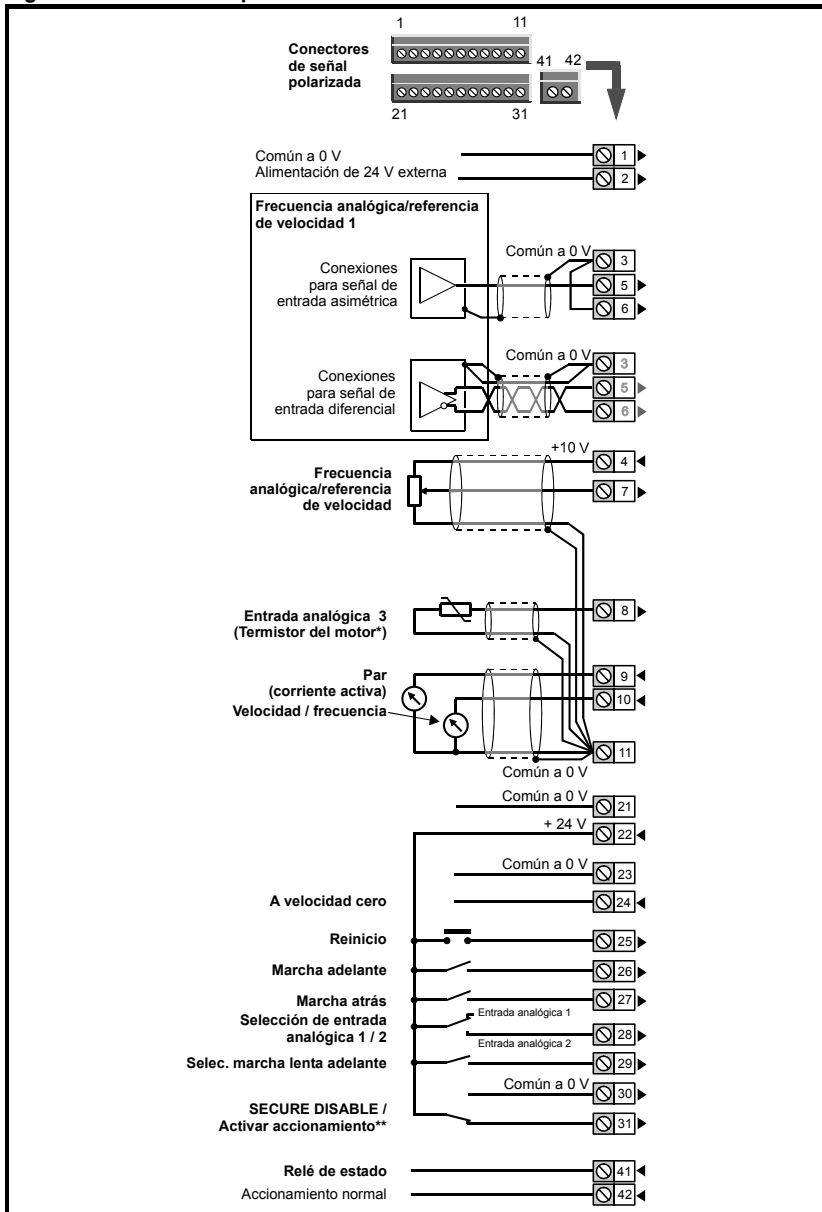 1 11
Conectores
de señal
polarizada
41 42
21 31
Común a 0 V
1
Alimentación de 24 V externa
2
Frecuencia analógica/referencia
de velocidad 1
Común a 0 V
3
Conexiones
para señal de
entrada asimétrica
5
6
Común a 0 V
3
Conexiones
para señal de
entrada diferencial
5
6
+10 V
4
Frecuencia
analógica/referencia
de velocidad
7
Entrada analógica 3
(Termistor del motor*)
8
Par
(corriente activa)
9
Velocidad / frecuencia
10
11
Común a 0 V
Común a 0 V
21
+ 24 V
22
Común a 0 V
23
A velocidad cero
24
Reinicio
25
Marcha adelante
26
Marcha atrás
27
Selección de entrada
analógica 1 / 2
Entrada analógica 1
28
Entrada analógica 2
Selec. marcha lenta adelante
29
Común a 0 V
30
SECURE DISABLE /
Activar accionamiento**
31
Relé de estado
41
Accionamiento normal
42